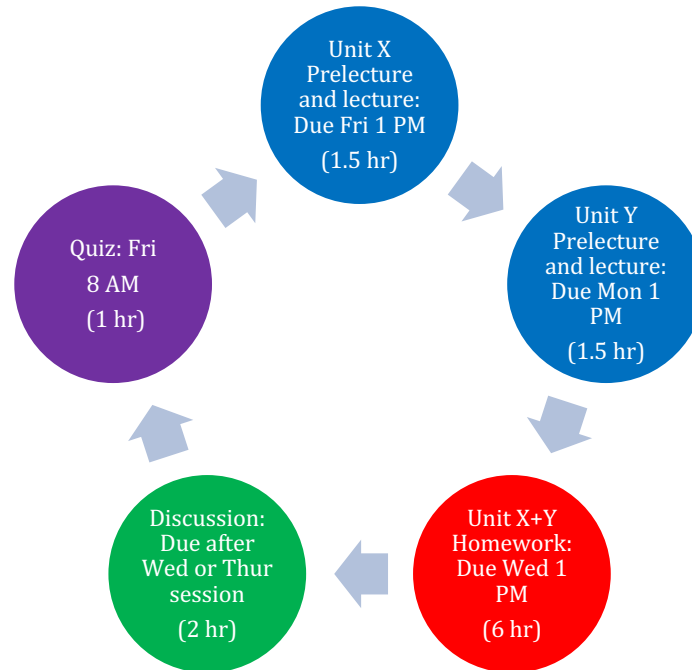 Unit X
Prelecture
and lecture:
Due Fri 1 PM
(1.5 hr)
Unit Y
Prelecture
and lecture:
Due Mon 1
PM
(1.5 hr)
Unit X+Y
Homework:
Due Wed 1
PM
(6 hr)
Discussion:
Due after
Wed or Thur
session
(2 hr)
Quiz: Fri
8 AM
(1 hr)